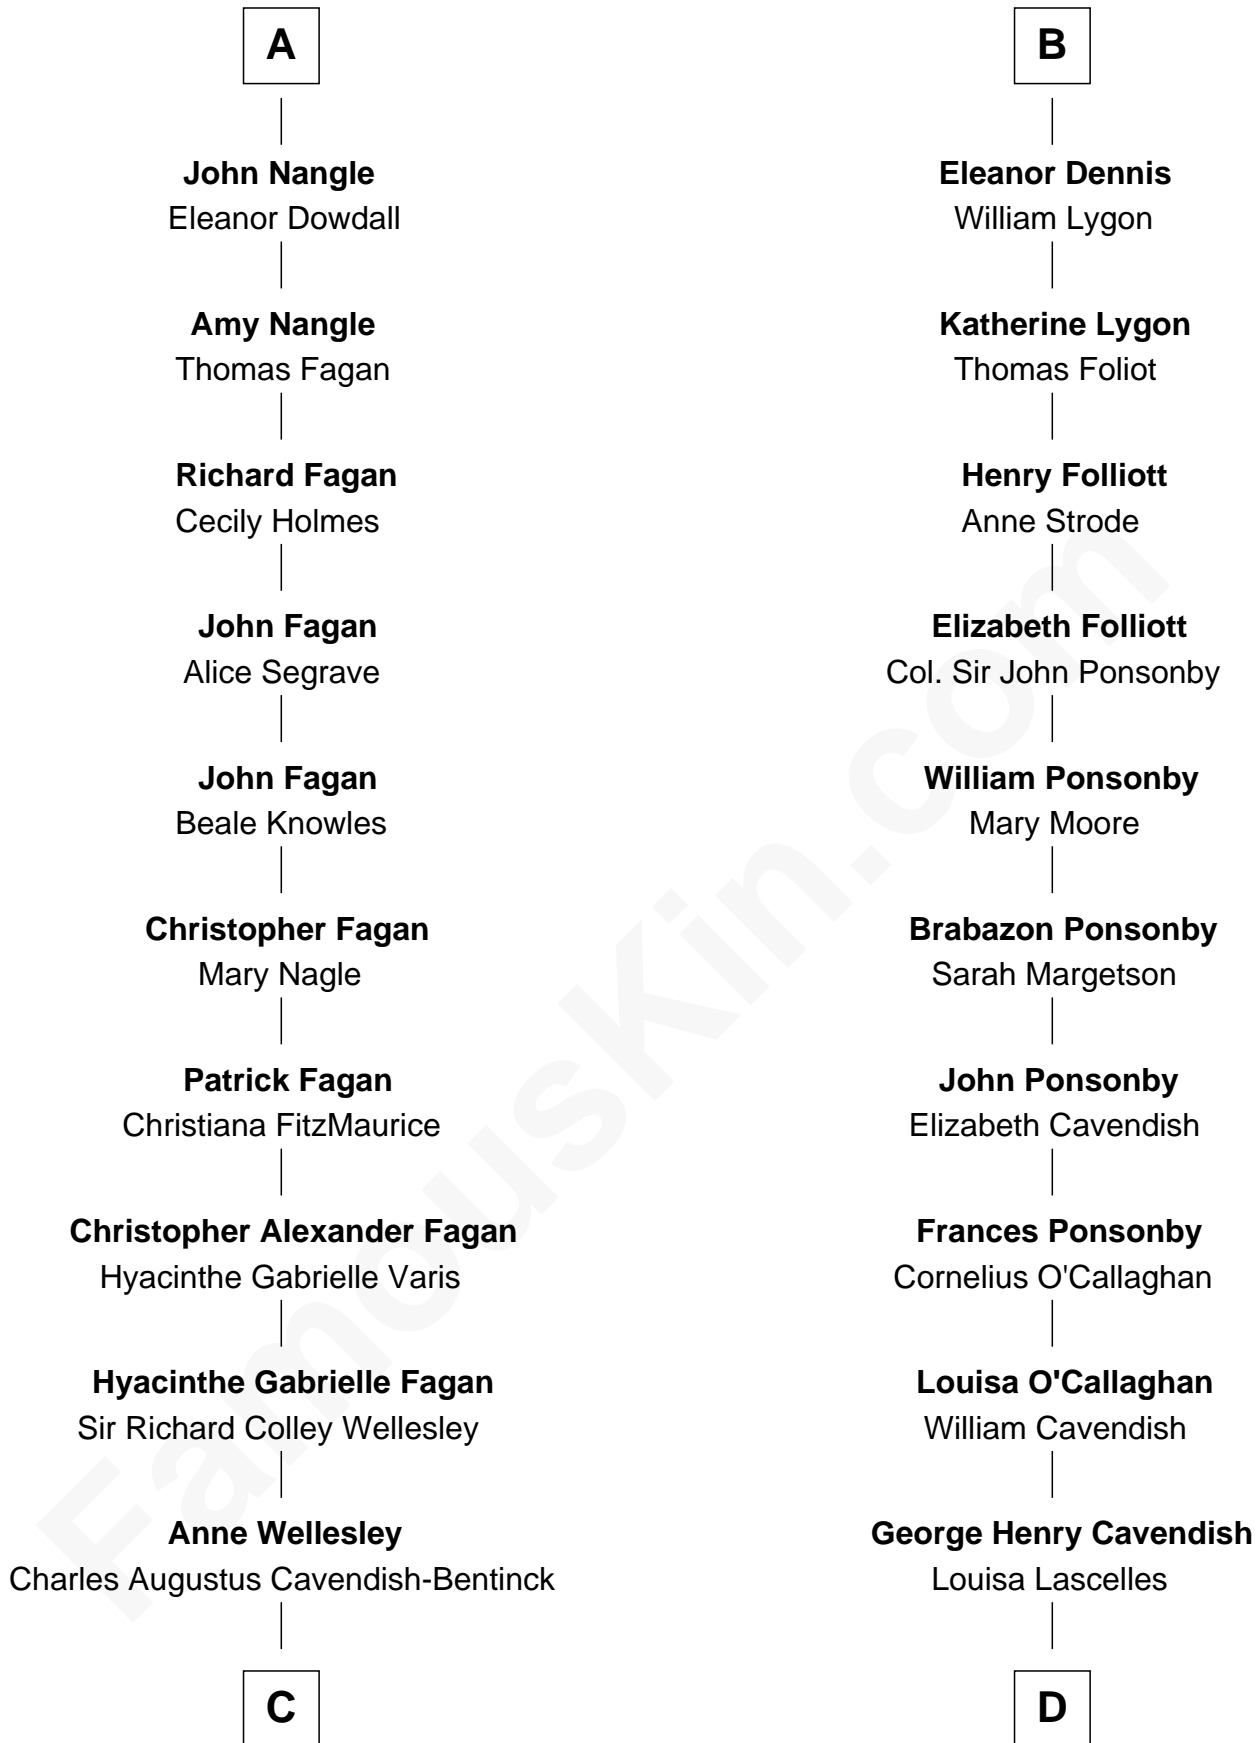 A
John Nangle
Eleanor Dowdall
Amy Nangle
Thomas Fagan
Richard Fagan
Cecily Holmes
John Fagan
Alice Segrave
John Fagan
Beale Knowles
Christopher Fagan
Mary Nagle
Patrick Fagan
Christiana FitzMaurice
Christopher Alexander Fagan
Hyacinthe Gabrielle Varis
Hyacinthe Gabrielle Fagan
Sir Richard Colley Wellesley
Anne Wellesley
Charles Augustus Cavendish-Bentinck
C
B
Eleanor Dennis
William Lygon
Katherine Lygon
Thomas Foliot
Henry Folliott
Anne Strode
Elizabeth Folliott
Col. Sir John Ponsonby
William Ponsonby
Mary Moore
Brabazon Ponsonby
Sarah Margetson
John Ponsonby
Elizabeth Cavendish
Frances Ponsonby
Cornelius O'Callaghan
Louisa O'Callaghan
William Cavendish
George Henry Cavendish
Louisa Lascelles
D
FamousKin.com